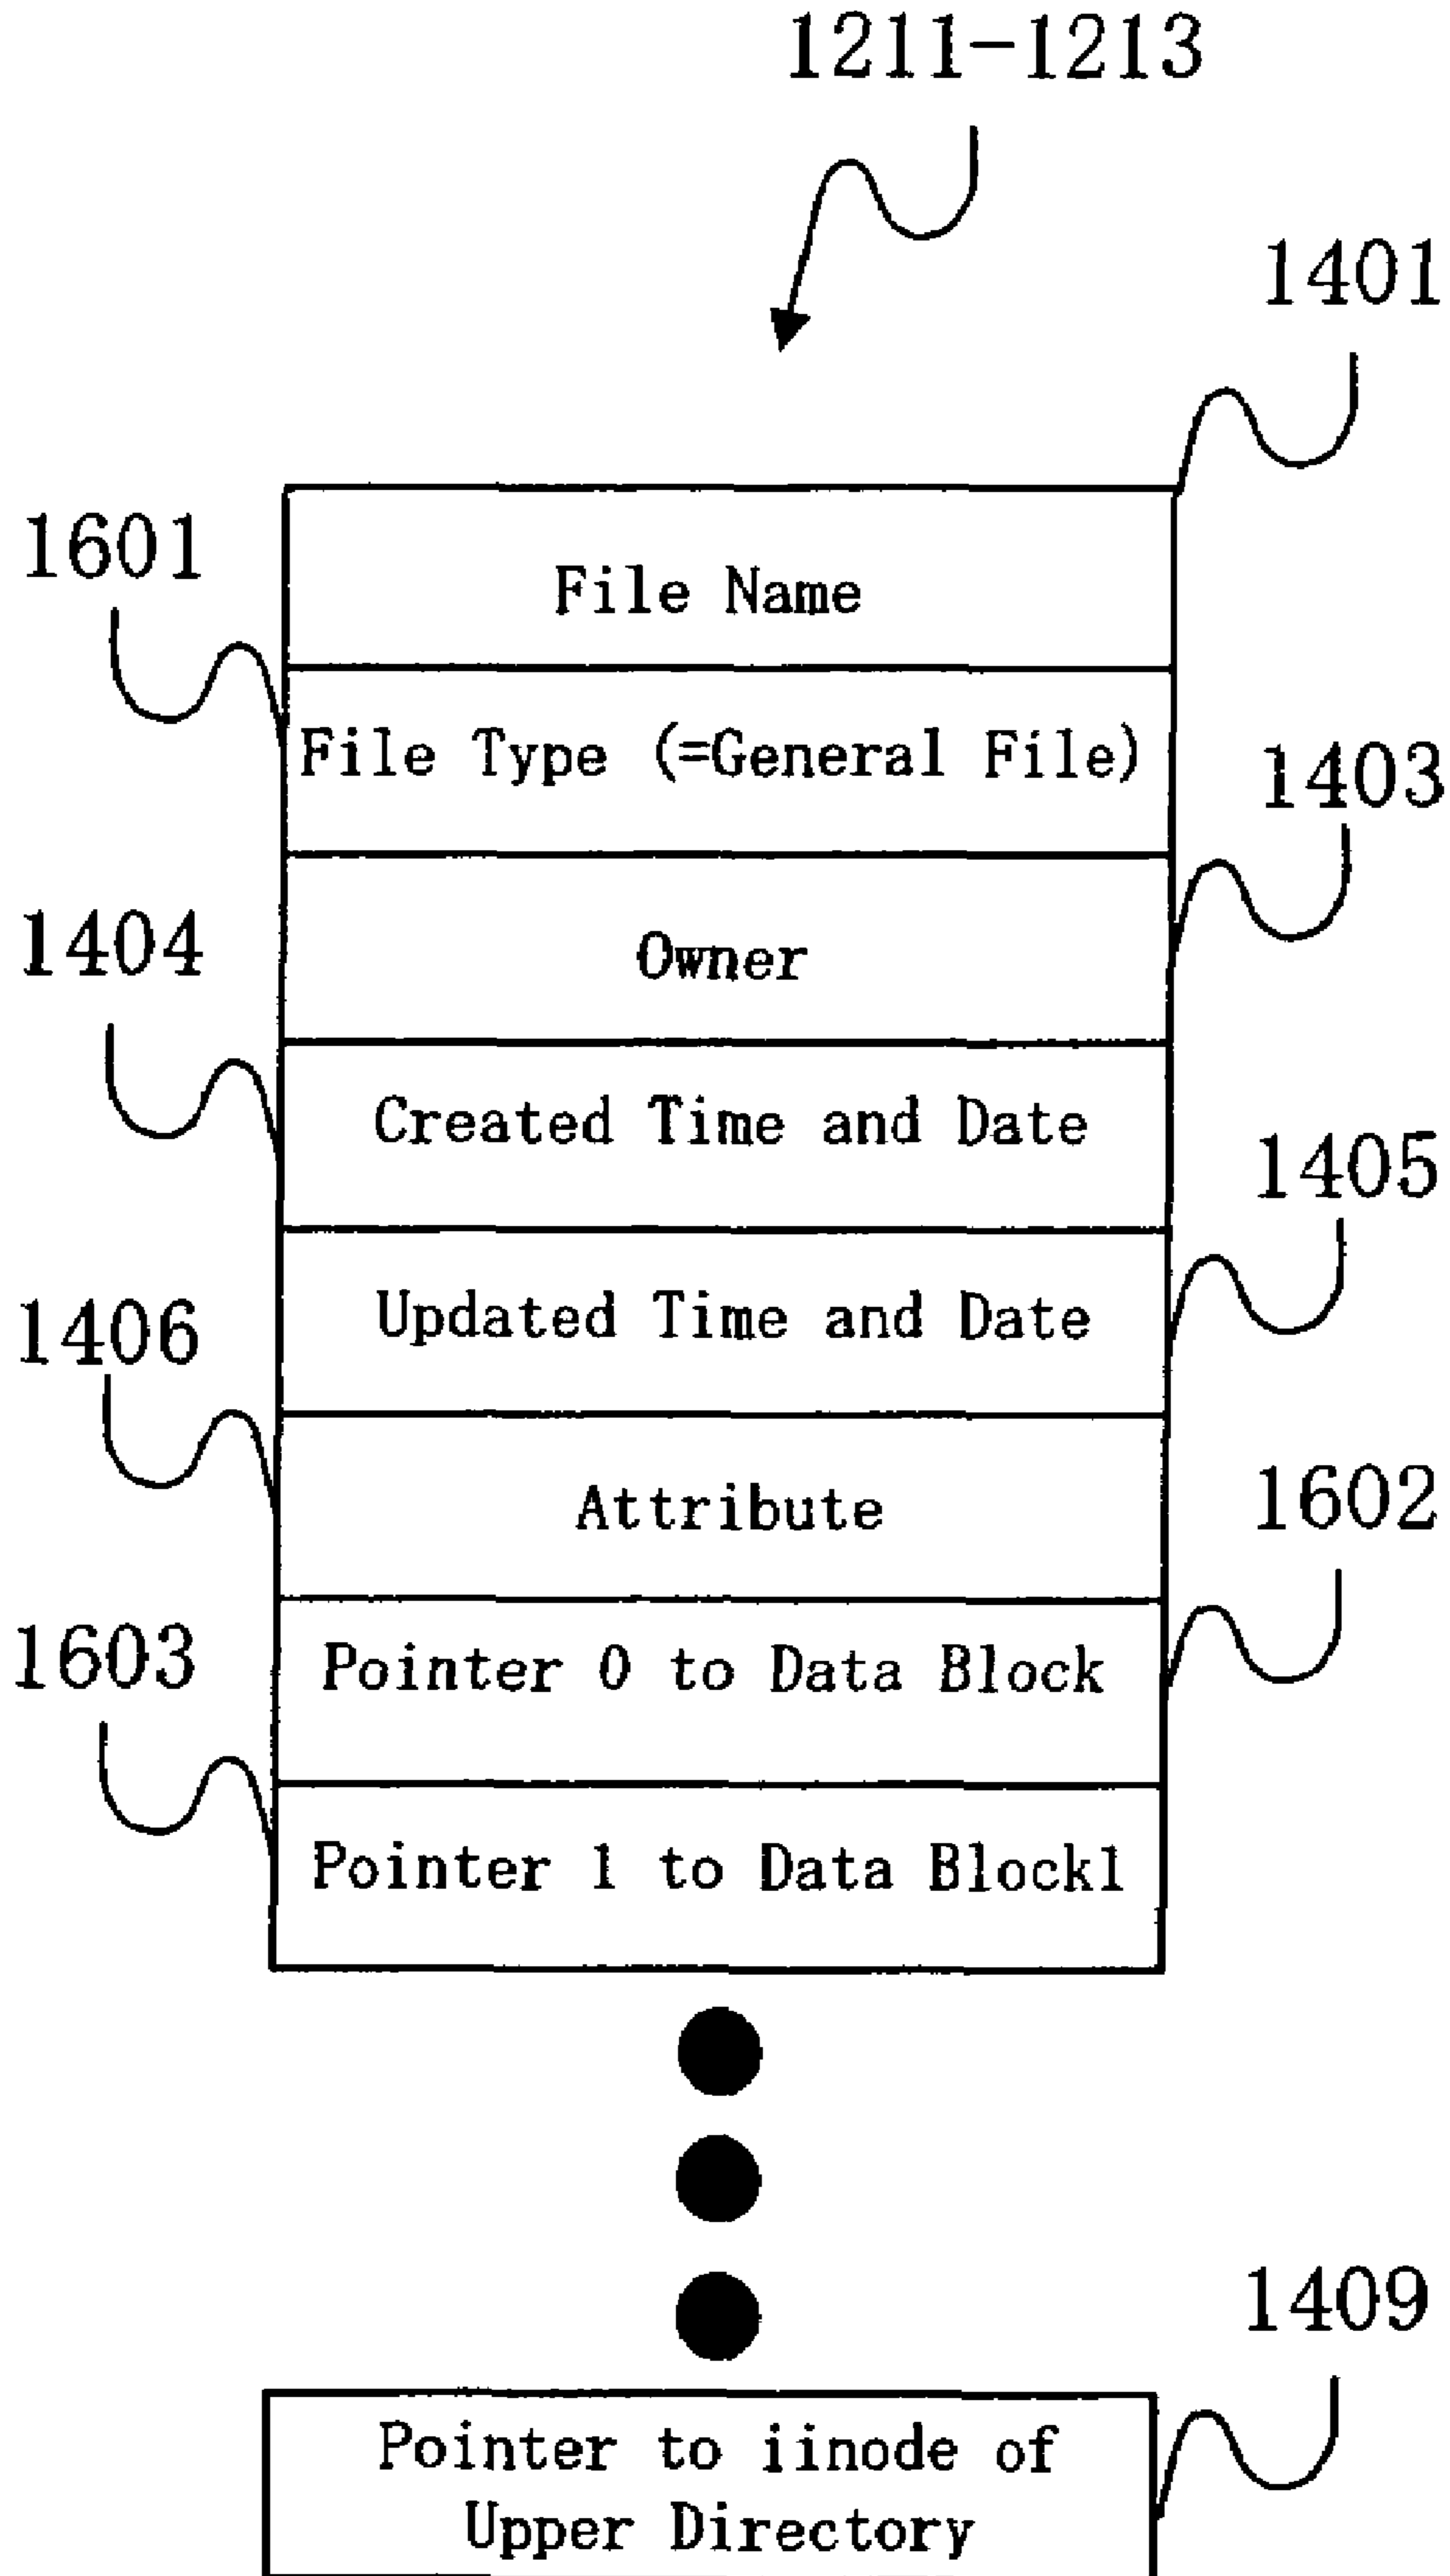 1211-1213
1401
File Name
1601
File Type (=General File)
1403
Owner
1404
Created Time and Date
1405
Updated Time and Date
1406
Attribute
1602
Pointer 0 to Data Block
1603
Pointer 1 to Data Block1
1409
Pointer to iinode of
Upper Directory